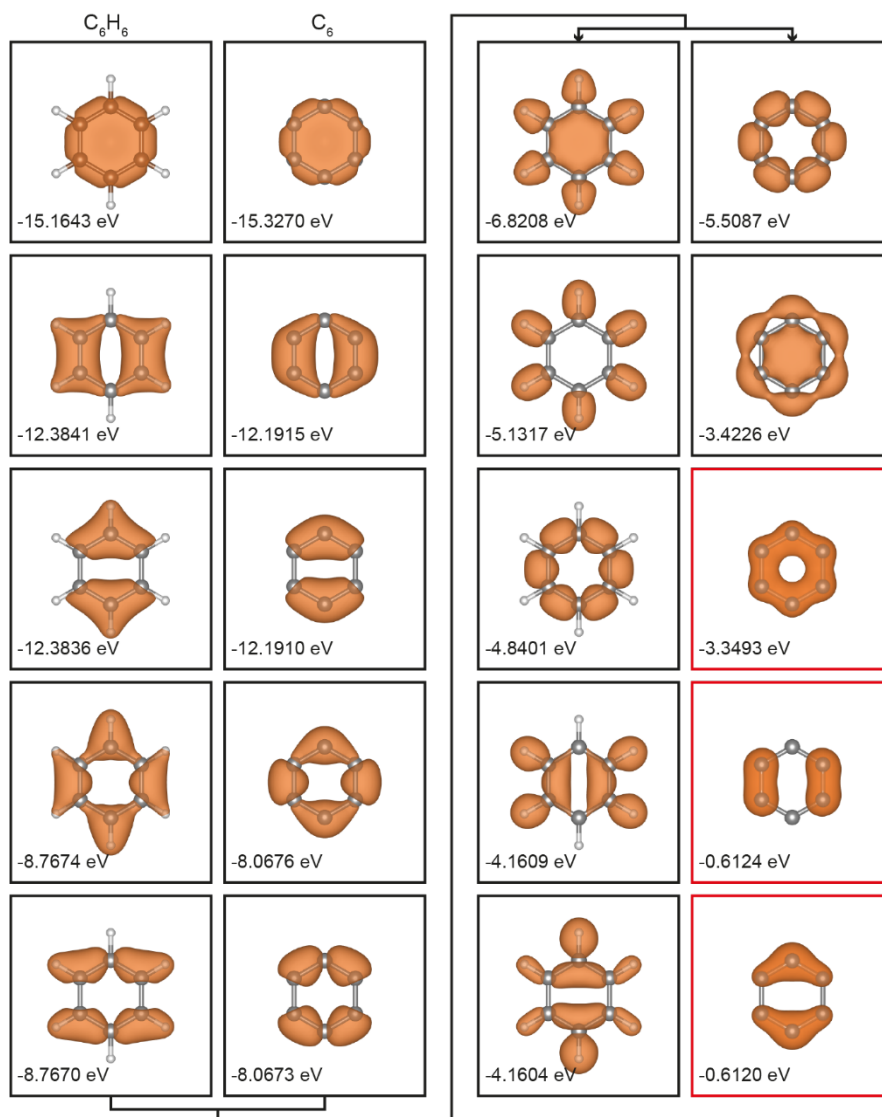 C₆H₆
C₆
-15.1643 eV
-15.3270 eV
-6.8208 eV
-5.5087 eV
-12.3841 eV
-12.1915 eV
-5.1317 eV
-3.4226 eV
-12.3836 eV
-12.1910 eV
-4.8401 eV
-3.3493 eV
-8.7674 eV
-8.0676 eV
-4.1609 eV
-0.6124 eV
-8.7670 eV
-8.0673 eV
-4.1604 eV
-0.6120 eV